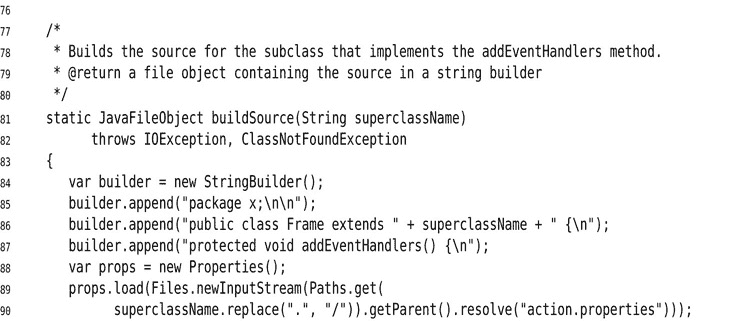 76
77 /*
78  * Builds the source for the subclass that implements the addEventHandlers method.
79  * @return a file object containing the source in a string builder
80  */
81 static JavaFileObject buildSource(String superclassName)
82       throws IOException, ClassNotFoundException
83 {
84    var builder = new StringBuilder();
85    builder.append("package x;\n\n");
86    builder.append("public class Frame extends " + superclassName + " {\n");
87    builder.append("protected void addEventHandlers() {\n");
88    var props = new Properties();
89    props.load(Files.newInputStream(Paths.get(
90          superclassName.replace(".", "/")).getParent().resolve("action.properties")));